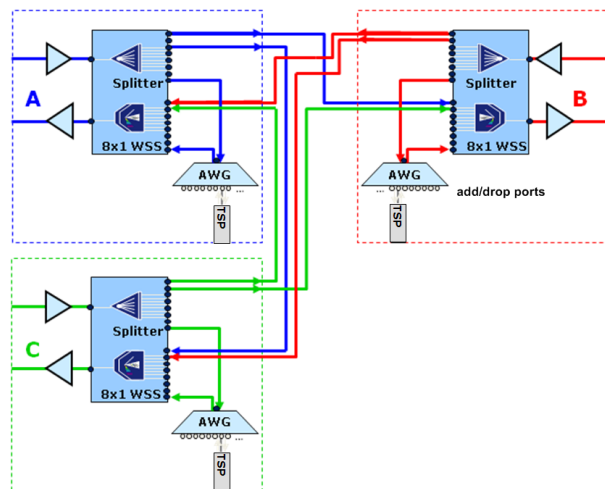 A
Splitter
8x1 WSS
AWG
...
TSP
B
Splitter
8x1 WSS
AWG
...
TSP
add/drop ports
C
Splitter
8x1 WSS
AWG
...
TSP